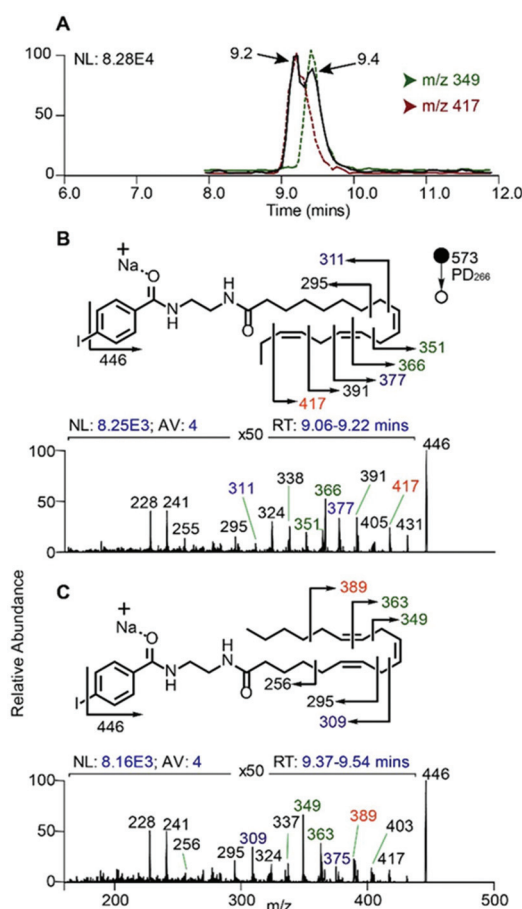 A
NL: 8.28E4
9.2
9.4
m/z 349
m/z 417
100
50
0
6.0 7.0 8.0 9.0 10.0 11.0 12.0
Time (mins)
B
+
Na
O
N
H
H
N
O
I
446
311
295
573
PD266
351
366
377
391
417
NL: 8.25E3; AV: 4
x50
RT: 9.06-9.22 mins
446
100
50
0
228
241
255
295
311
324
338
351
366
377
391
405
417
431
C
+
Na
O
N
H
H
N
O
I
446
389
363
349
256
295
309
NL: 8.16E3; AV: 4
x50
RT: 9.37-9.54 mins
446
100
50
0
228
241
256
295
309
324
337
349
363
375
389
403
417
200 300 400 500
m/z
Relative Abundance